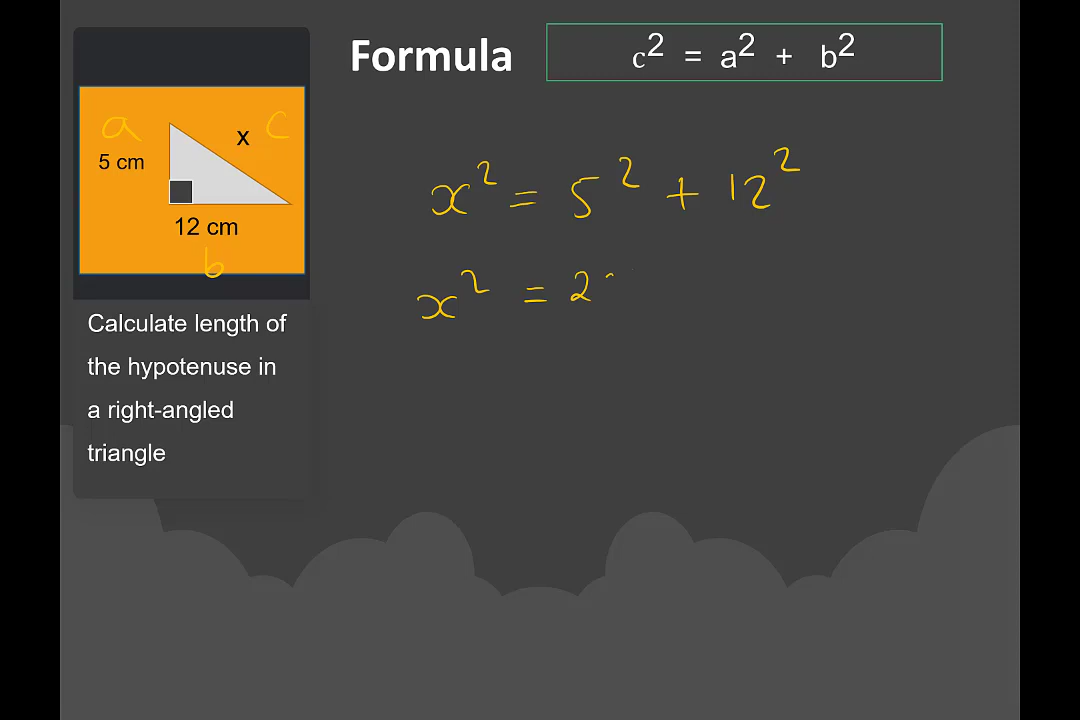 Formula
c² = a² + b²
a
x
c
5 cm
12 cm
b
x² = 5² + 12²
x² = 2
Calculate length of
the hypotenuse in
a right-angled
triangle